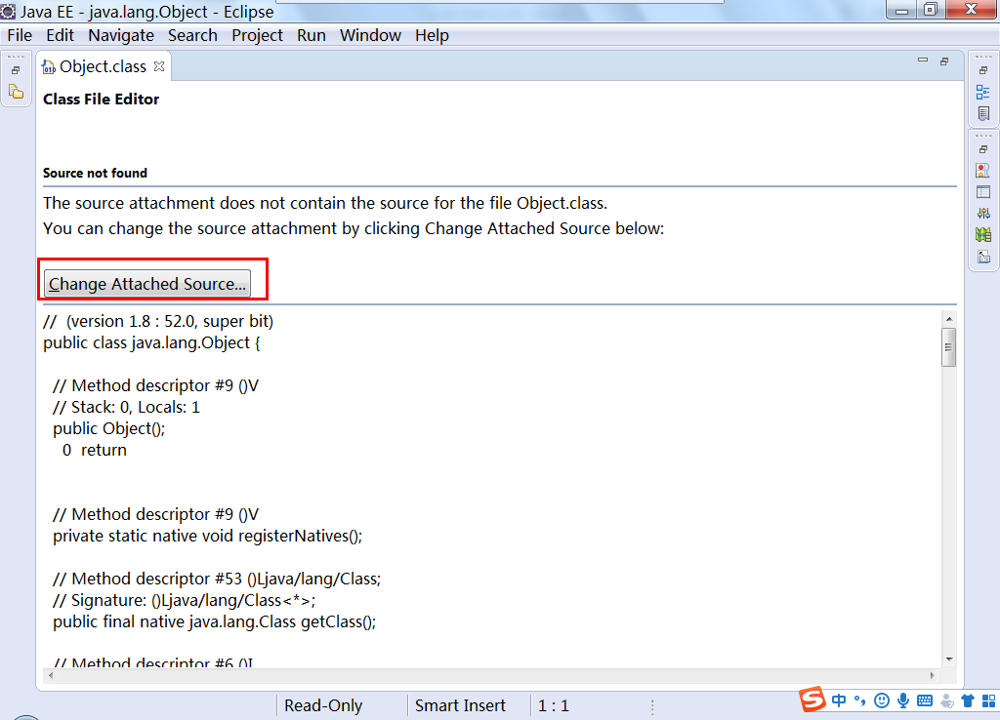 Java EE - java.lang.Object - Eclipse
File Edit Navigate Search Project Run Window Help
Object.class
Class File Editor
Source not found
The source attachment does not contain the source for the file Object.class.
You can change the source attachment by clicking Change Attached Source below:
Change Attached Source...
// (version 1.8 : 52.0, super bit)
public class java.lang.Object {
// Method descriptor #9 ()V
// Stack: 0, Locals: 1
public Object();
0 return
// Method descriptor #9 ()V
private static native void registerNatives();
// Method descriptor #53 ()Ljava/lang/Class;
// Signature: ()Ljava/lang/Class<*>;
public final native java.lang.Class getClass();
// Method descriptor #6 ()I
Read-Only Smart Insert 1 : 1
S 中